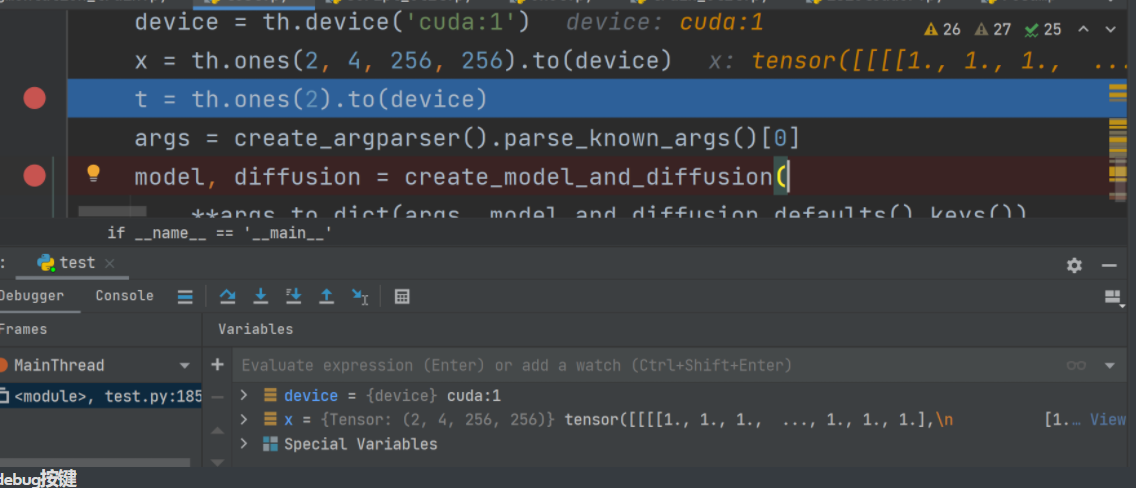 device = th.device('cuda:1')   device: cuda:1
26 27 25
x = th.ones(2, 4, 256, 256).to(device)   x: tensor([[[[1., 1., 1.,  ...
t = th.ones(2).to(device)
args = create_argparser().parse_known_args()[0]
model, diffusion = create_model_and_diffusion(
**args_to_dict(args, model_and_diffusion_defaults().keys())
if __name__ == '__main__'
: test ×
Debugger Console
Frames Variables
MainThread Evaluate expression (Enter) or add a watch (Ctrl+Shift+Enter)
<module>, test.py:185 device = {device} cuda:1
x = {Tensor: (2, 4, 256, 256)} tensor([[[[1., 1., 1.,  ..., 1., 1., 1.],\n [1.… View
Special Variables
debug按键